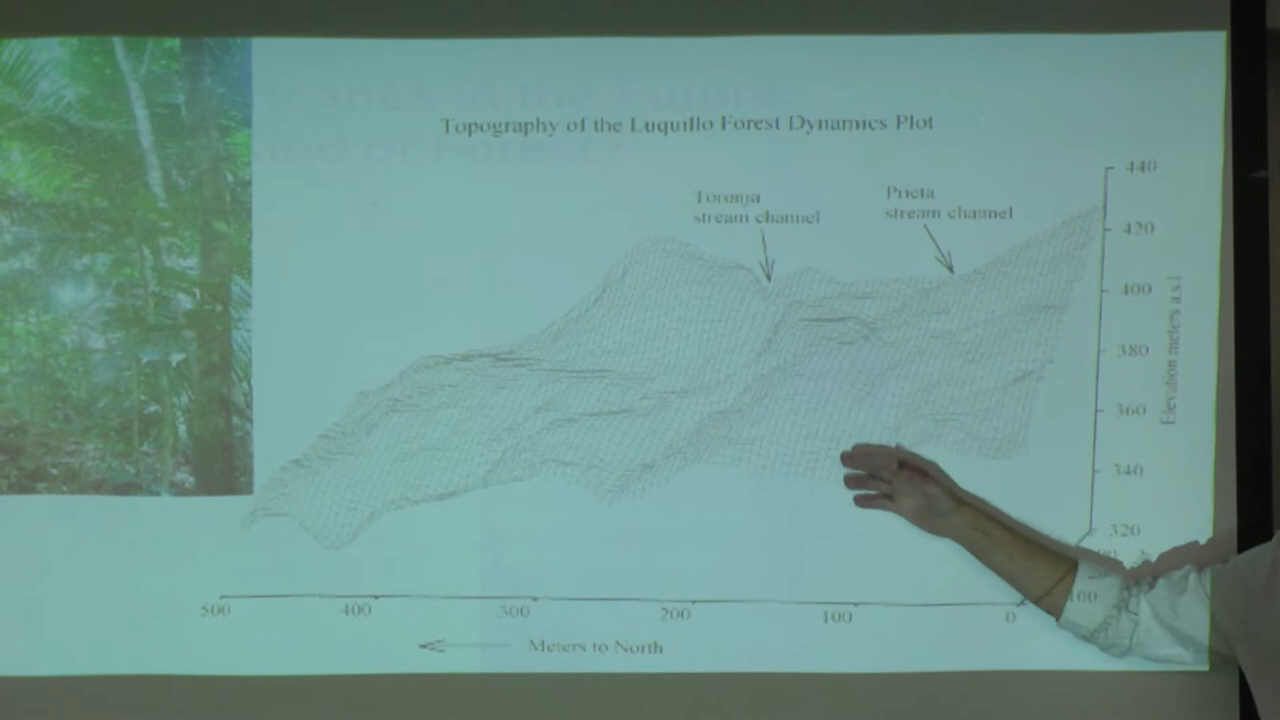 Topography of the Luquillo Forest Dynamics Plot
Toronja
stream channel
Prieta
stream channel
440
420
400
380
360
340
320
Elevation meters a.s.l
500
400
300
200
100
0
100
Meters to North